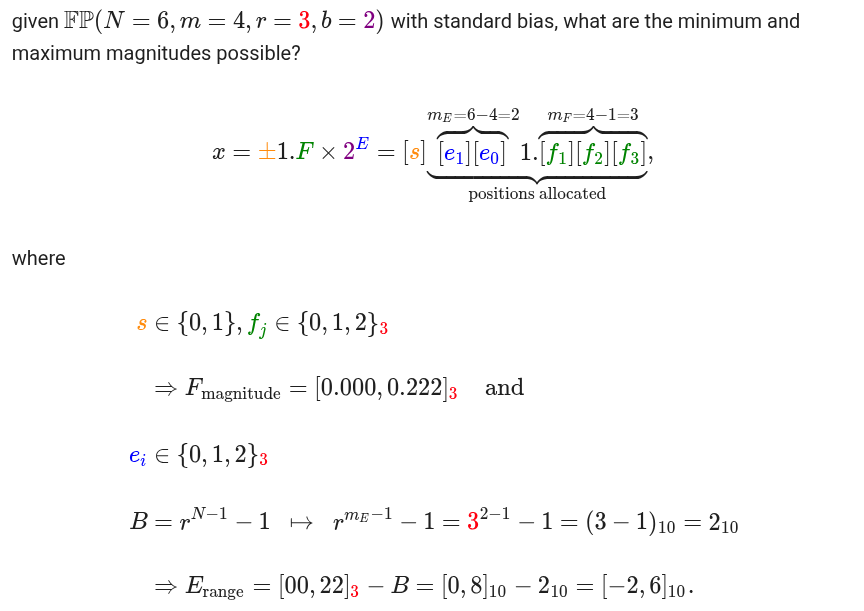 given 𝔽ℙ(N = 6, m = 4, r = 3, b = 2) with standard bias, what are the minimum and
maximum magnitudes possible?
m_E=6−4=2 m_F=4−1=3
x = ±1.F × 2^E = [s] [e_1][e_0] 1.[f_1][f_2][f_3],
positions allocated
where
s ∈ {0, 1}, f_j ∈ {0, 1, 2}_3
⇒ F_magnitude = [0.000, 0.222]_3 and
e_i ∈ {0, 1, 2}_3
B = r^{N−1} − 1 ↦ r^{m_E−1} − 1 = 3^{2−1} − 1 = (3 − 1)_10 = 2_10
⇒ E_range = [00, 22]_3 − B = [0, 8]_10 − 2_10 = [−2, 6]_10.